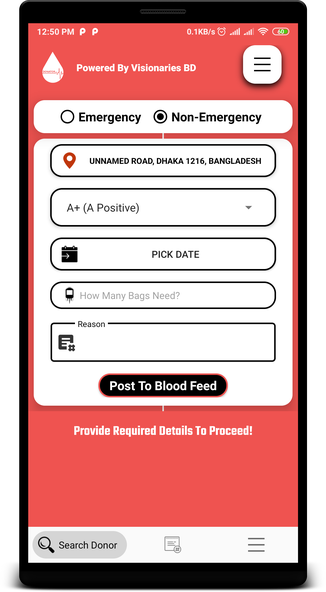 12:50 PM
0.1KB/s
60
Powered By Visionaries BD
Emergency
Non-Emergency
UNNAMED ROAD, DHAKA 1216, BANGLADESH
A+ (A Positive)
PICK DATE
How Many Bags Need?
Reason
Post To Blood Feed
Provide Required Details To Proceed!
Search Donor